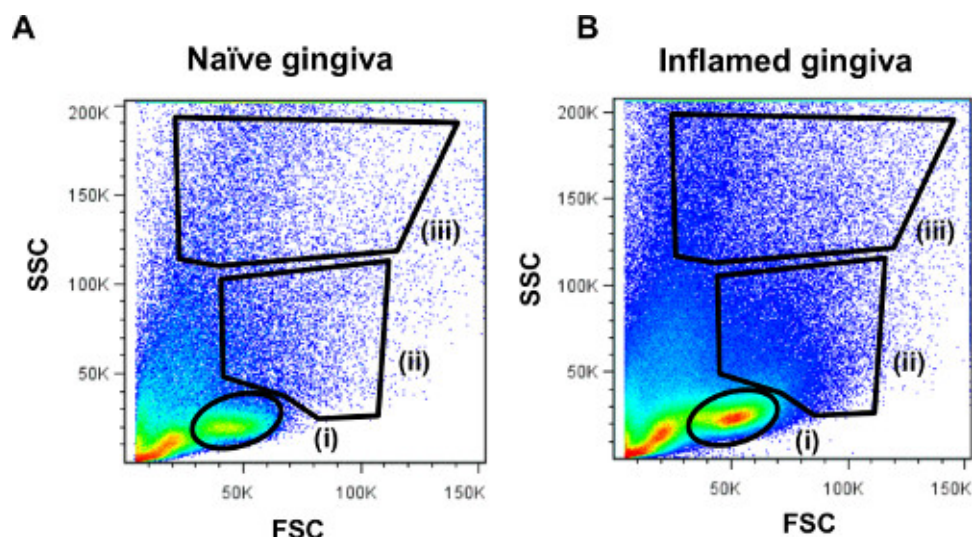 A
Naïve gingiva
200K
150K
100K
50K
SSC
(iii)
(ii)
(i)
50K
100K
150K
FSC
B
Inflamed gingiva
200K
150K
100K
50K
SSC
(iii)
(ii)
(i)
50K
100K
150K
FSC